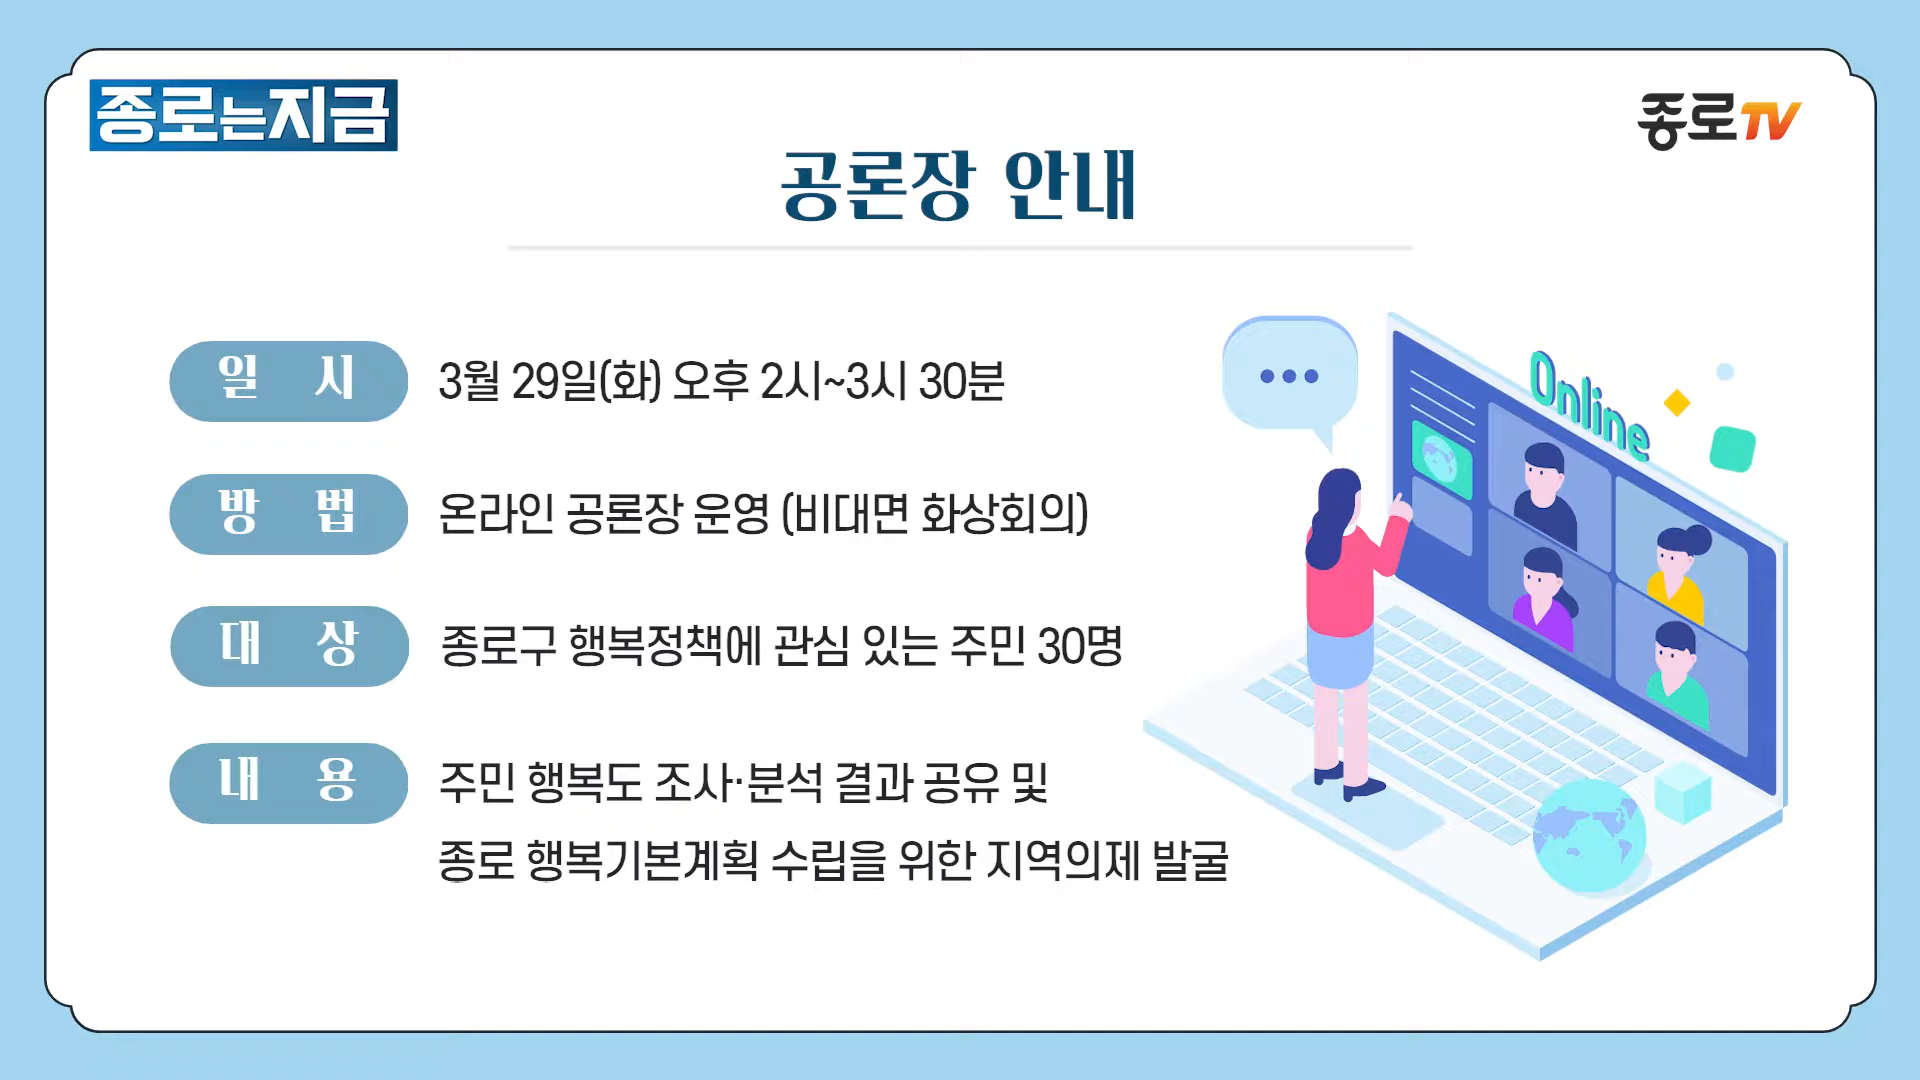 종로는지금
종로TV
공론장 안내
일 시
3월 29일(화) 오후 2시~3시 30분
방 법
온라인 공론장 운영 (비대면 화상회의)
대 상
종로구 행복정책에 관심 있는 주민 30명
내 용
주민 행복도 조사·분석 결과 공유 및
종로 행복기본계획 수립을 위한 지역의제 발굴
Online